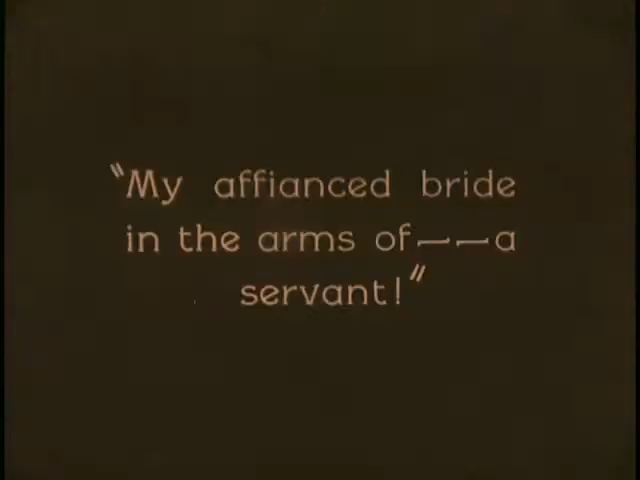 "My affianced bride
in the arms of——a
servant!"